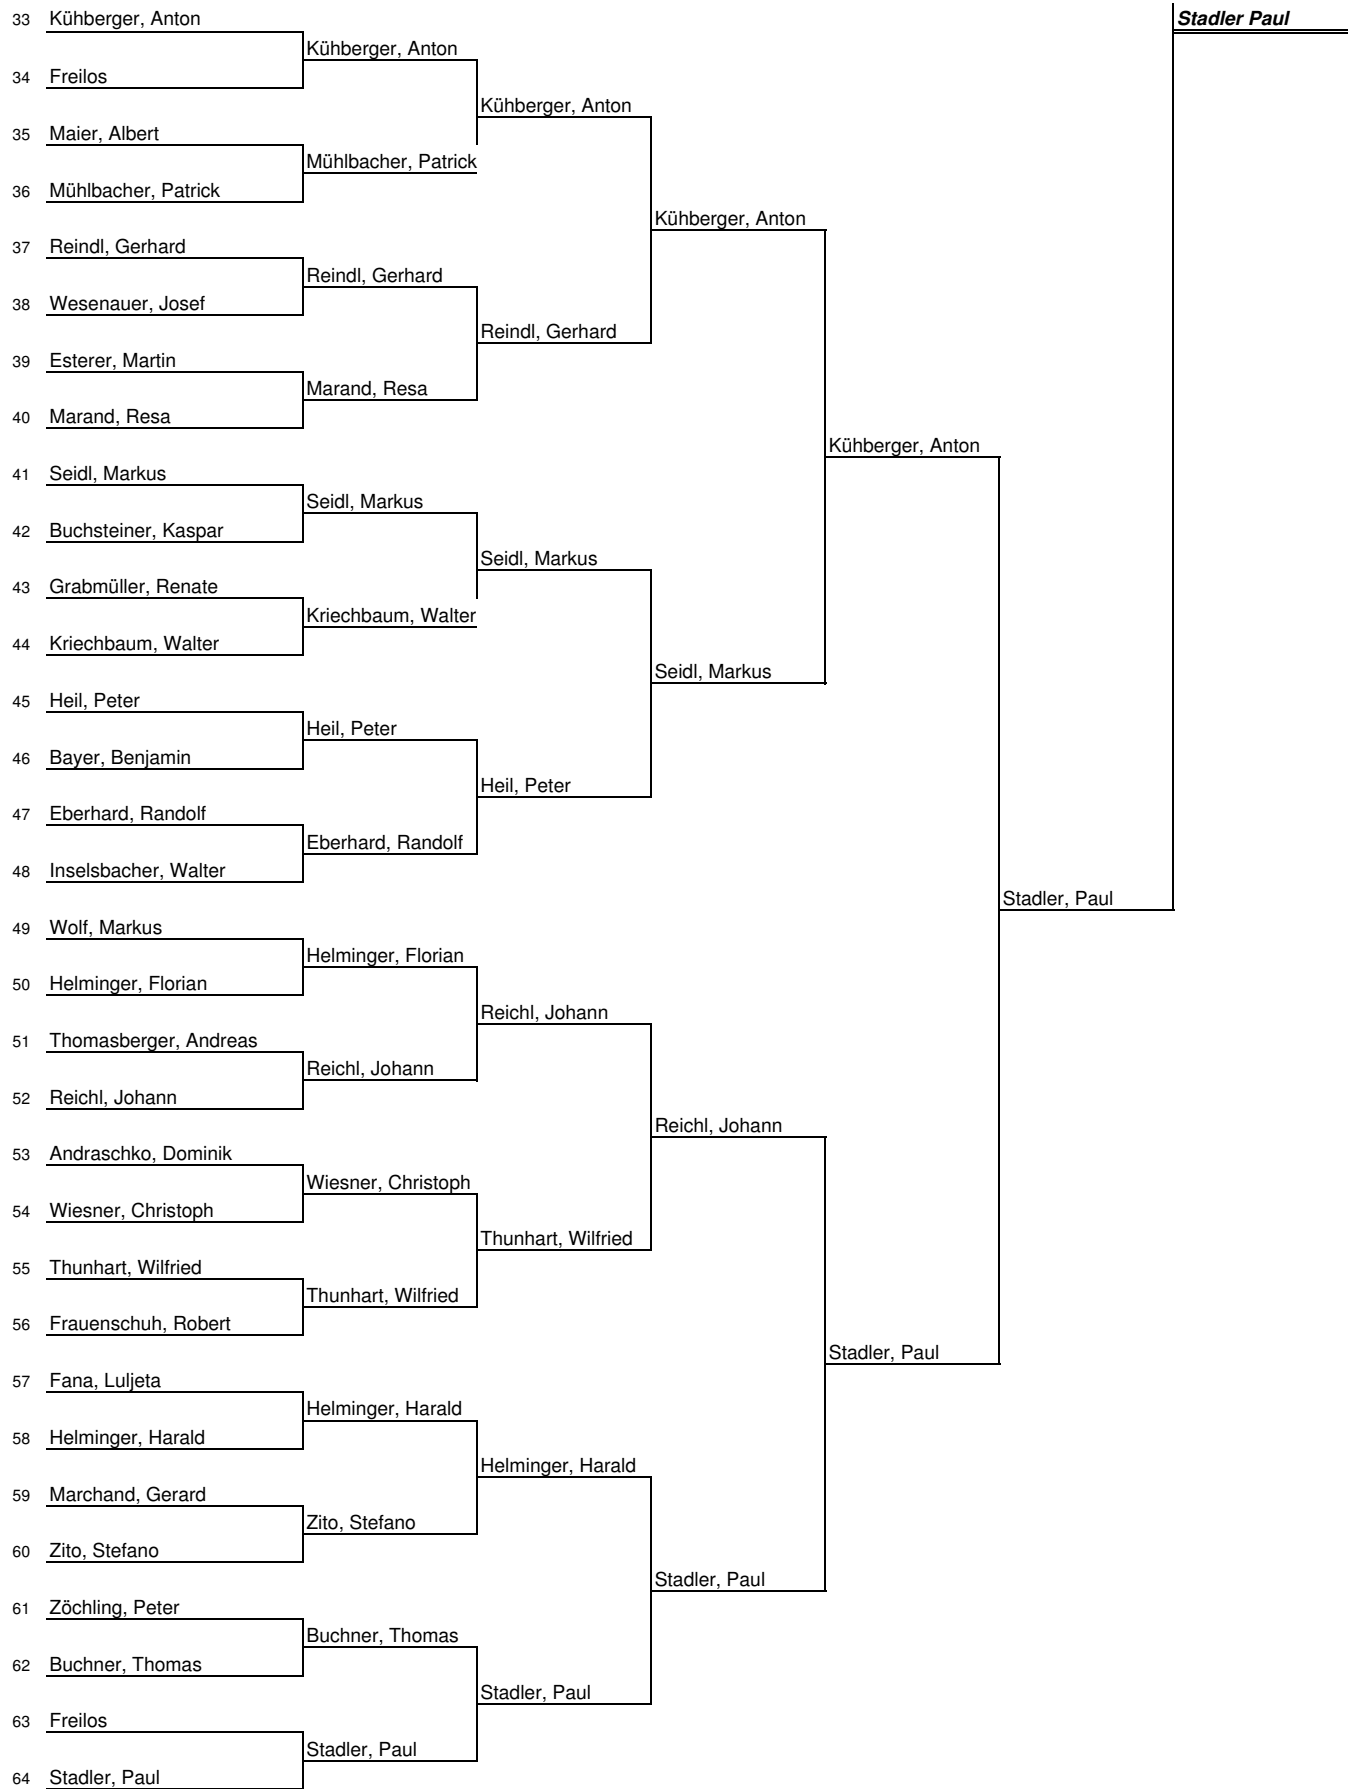 33 Kühberger, Anton
Stadler Paul
Kühberger, Anton
34 Freilos
Kühberger, Anton
35 Maier, Albert
Mühlbacher, Patrick
36 Mühlbacher, Patrick
Kühberger, Anton
37 Reindl, Gerhard
Reindl, Gerhard
38 Wesenauer, Josef
Reindl, Gerhard
39 Esterer, Martin
Marand, Resa
40 Marand, Resa
Kühberger, Anton
41 Seidl, Markus
Seidl, Markus
42 Buchsteiner, Kaspar
Seidl, Markus
43 Grabmüller, Renate
Kriechbaum, Walter
44 Kriechbaum, Walter
Seidl, Markus
45 Heil, Peter
Heil, Peter
46 Bayer, Benjamin
Heil, Peter
47 Eberhard, Randolf
Eberhard, Randolf
48 Inselsbacher, Walter
Stadler, Paul
49 Wolf, Markus
Helminger, Florian
50 Helminger, Florian
Reichl, Johann
51 Thomasberger, Andreas
Reichl, Johann
52 Reichl, Johann
Reichl, Johann
53 Andraschko, Dominik
Wiesner, Christoph
54 Wiesner, Christoph
Thunhart, Wilfried
55 Thunhart, Wilfried
Thunhart, Wilfried
56 Frauenschuh, Robert
Stadler, Paul
57 Fana, Luljeta
Helminger, Harald
58 Helminger, Harald
Helminger, Harald
59 Marchand, Gerard
Zito, Stefano
60 Zito, Stefano
Stadler, Paul
61 Zöchling, Peter
Buchner, Thomas
62 Buchner, Thomas
Stadler, Paul
63 Freilos
Stadler, Paul
64 Stadler, Paul